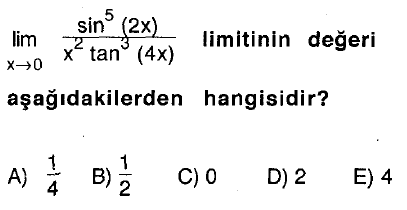 lim x→0 sin⁵ (2x) / x² tan³ (4x) limitinin değeri
aşağıdakilerden hangisidir?
A) 1/4 B) 1/2 C) 0 D) 2 E) 4